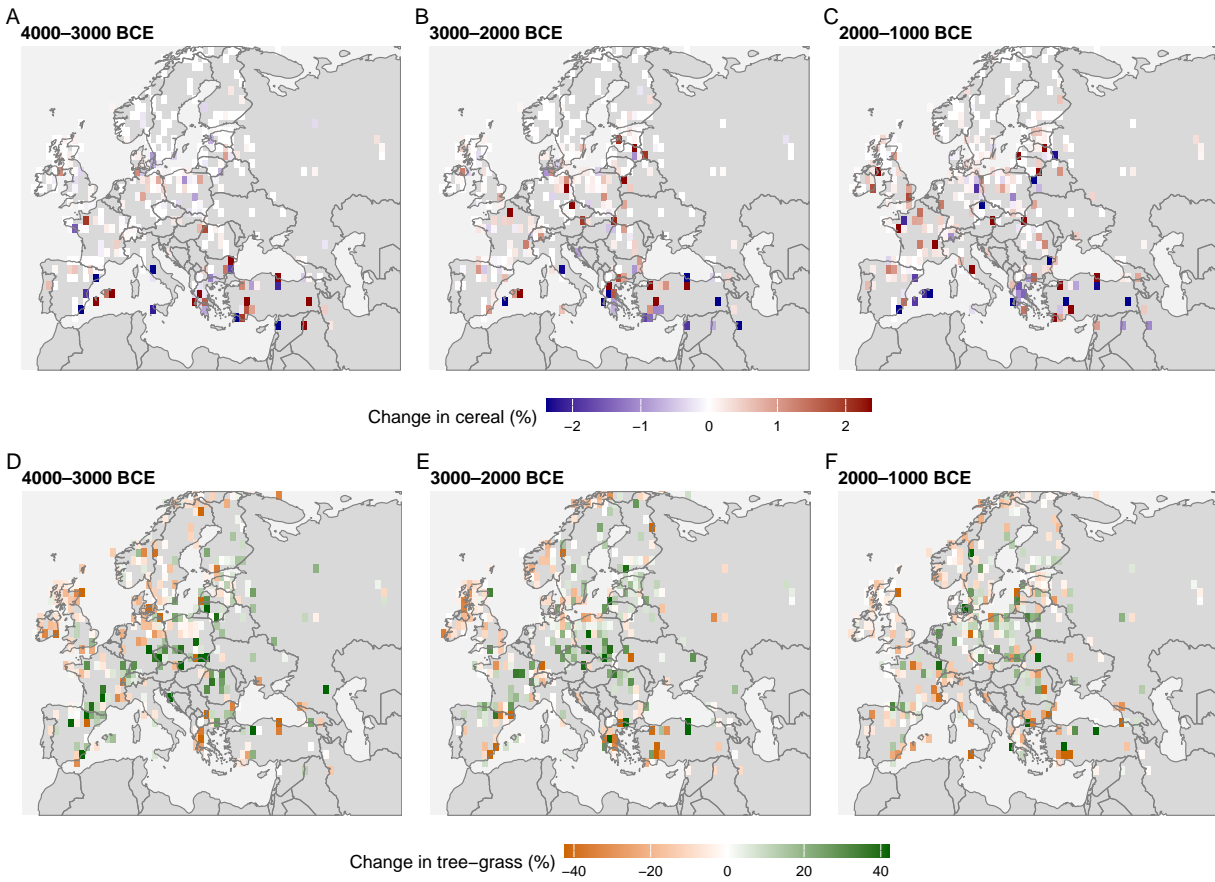 A B C
4000–3000 BCE 3000–2000 BCE 2000–1000 BCE
Change in cereal (%)
−2 −1 0 1 2
D E F
4000–3000 BCE 3000–2000 BCE 2000–1000 BCE
Change in tree−grass (%)
−40 −20 0 20 40